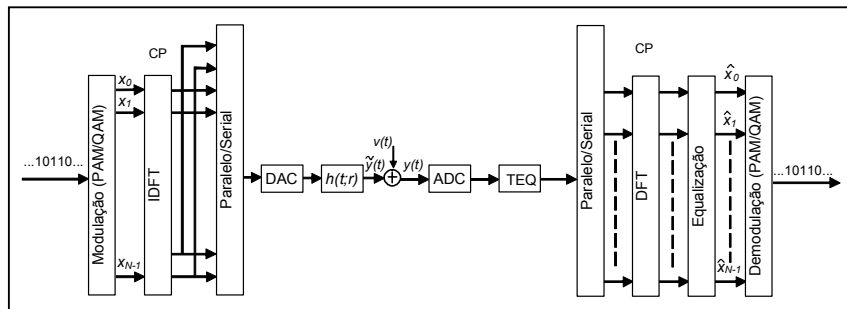 ...10110...
Modulação (PAM/QAM)
x0
x1
xN-1
CP
IDFT
Paralelo/Serial
DAC
h(t;r)
ỹ(t)
v(t)
+
y(t)
ADC
TEQ
Paralelo/Serial
CP
DFT
Equalização
x̂0
x̂1
x̂N-1
Demodulação (PAM/QAM)
...10110...